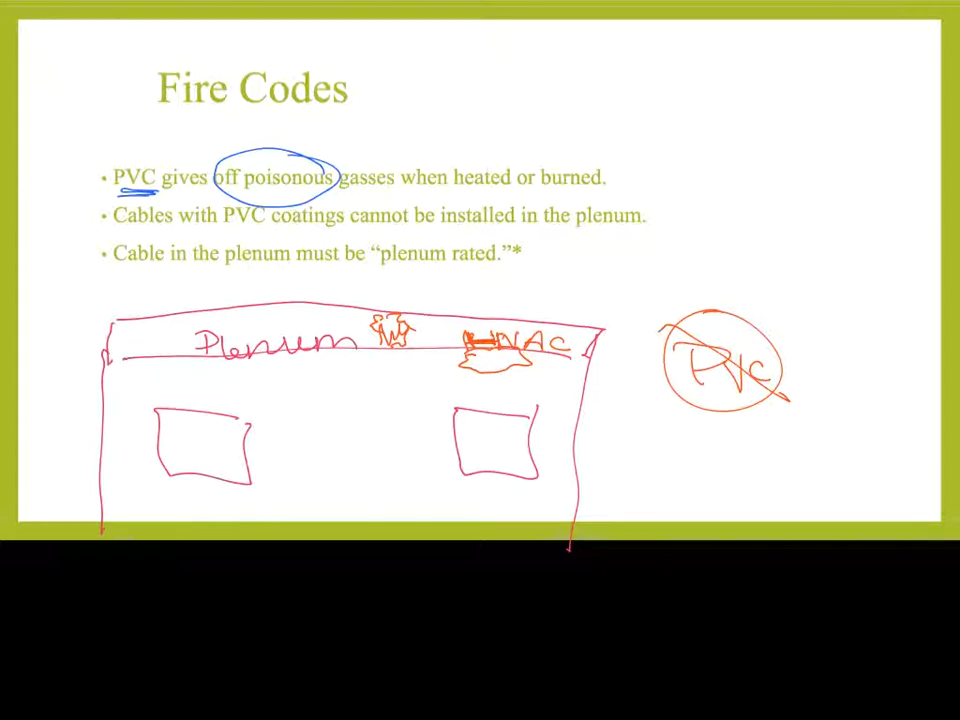 Fire Codes
• PVC gives off poisonous gasses when heated or burned.
• Cables with PVC coatings cannot be installed in the plenum.
• Cable in the plenum must be “plenum rated.”*
Plenum
PVC